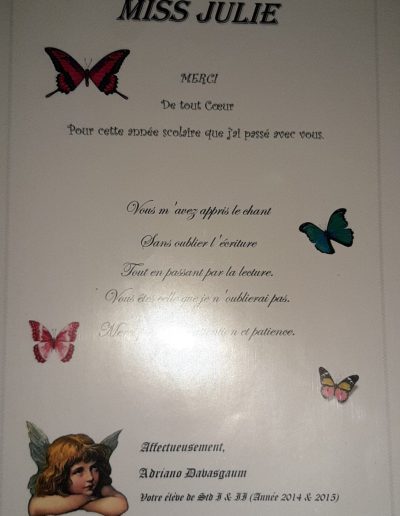 MISS JULIE
MERCI
De tout Cœur
Pour cette année scolaire que j'ai passé avec vous.
Vous m'avez appris le chant
Sans oublier l'écriture
Tout en passant par la lecture.
Vous êtes celle que je n'oublierai pas.
Merci et patience.
Affectueusement,
Adriano Davasgaum
Votre élève de Std I & II (Année 2014 & 2015)